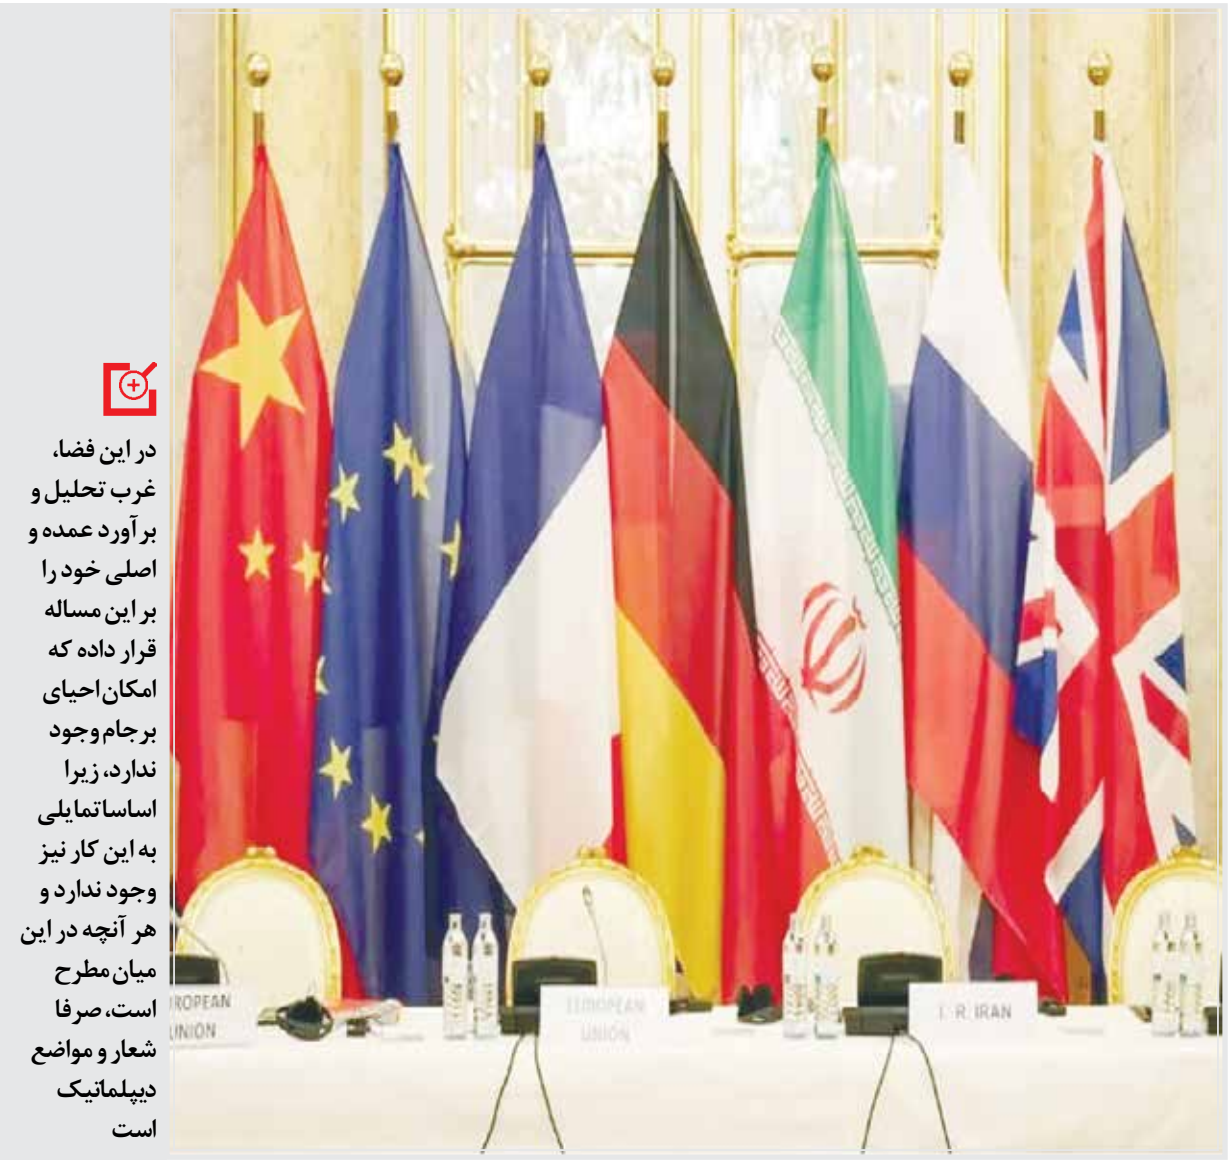 در این فضا،
غرب تحلیل و
برآورد عمده و
اصلی خود را
بر این مساله
قرار داده که
امکان احیای
برجام وجود
ندارد، زیرا
اساسا تمایلی
به این کار نیز
وجود ندارد و
هر آنچه در این
میان مطرح
است، صرفا
شعار و مواضع
دیپلماتیک
است
ROPEAN
UNION
EUROPEAN
UNION
I. R. IRAN